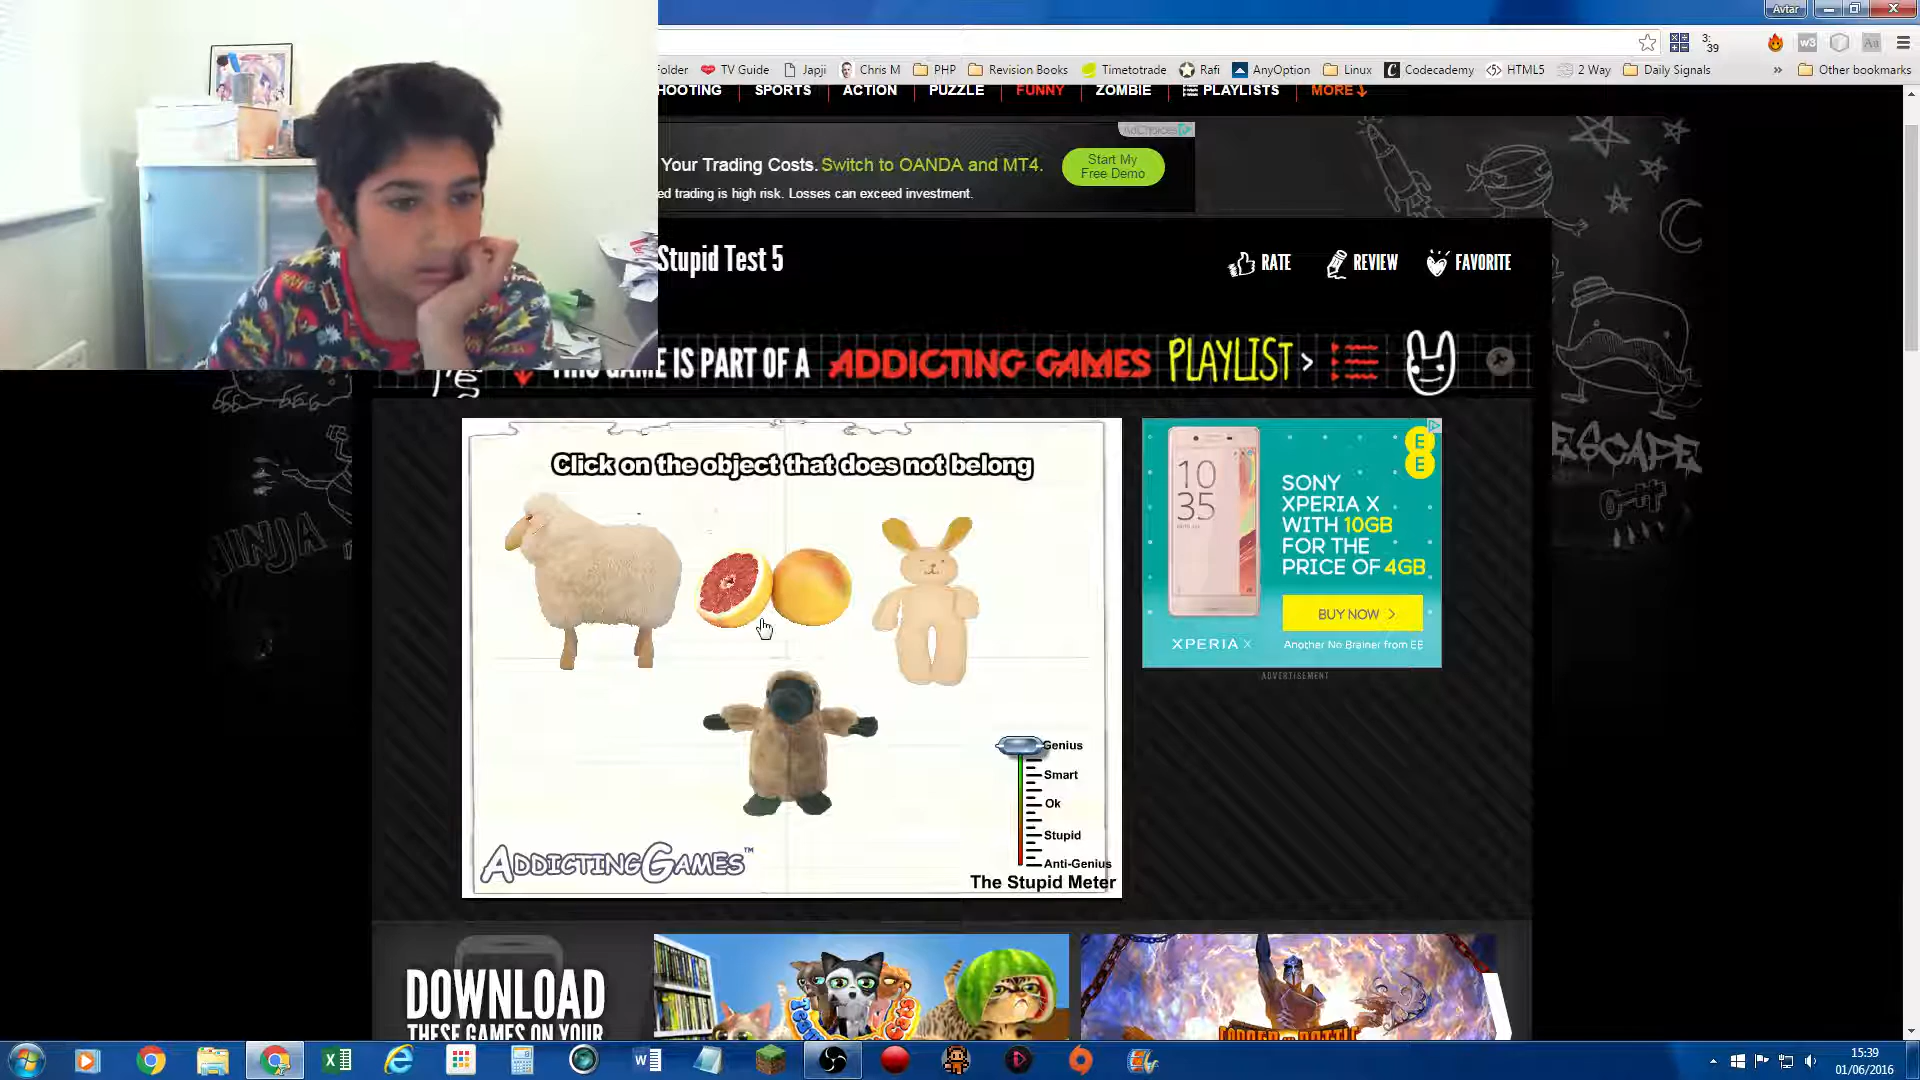 Avtar
3:
39
w3
Aa
older
TV Guide
Japji
Chris M
PHP
Revision Books
Timetotrade
Rafi
AnyOption
Linux
Codecademy
HTML5
2 Way
Daily Signals
»
Other bookmarks
HOOTING
SPORTS
ACTION
PUZZLE
FUNNY
ZOMBIE
PLAYLISTS
MORE
AdChoices
Your Trading Costs. Switch to OANDA and MT4.
Start My
Free Demo
ed trading is high risk. Losses can exceed investment.
Stupid Test 5
RATE
REVIEW
FAVORITE
IS PART OF A ADDICTING GAMES PLAYLIST >
ESCAPE
NINJA
Click on the object that does not belong
10
35
E
E
SONY
XPERIA X
WITH 10GB
FOR THE
PRICE OF 4GB
BUY NOW >
XPERIA X
Another No Brainer from EE
ADVERTISEMENT
Genius
Smart
Ok
Stupid
Anti-Genius
The Stupid Meter
ADDICTINGGAMES™
DOWNLOAD
THESE GAMES ON YOUR
15:39
01/06/2016